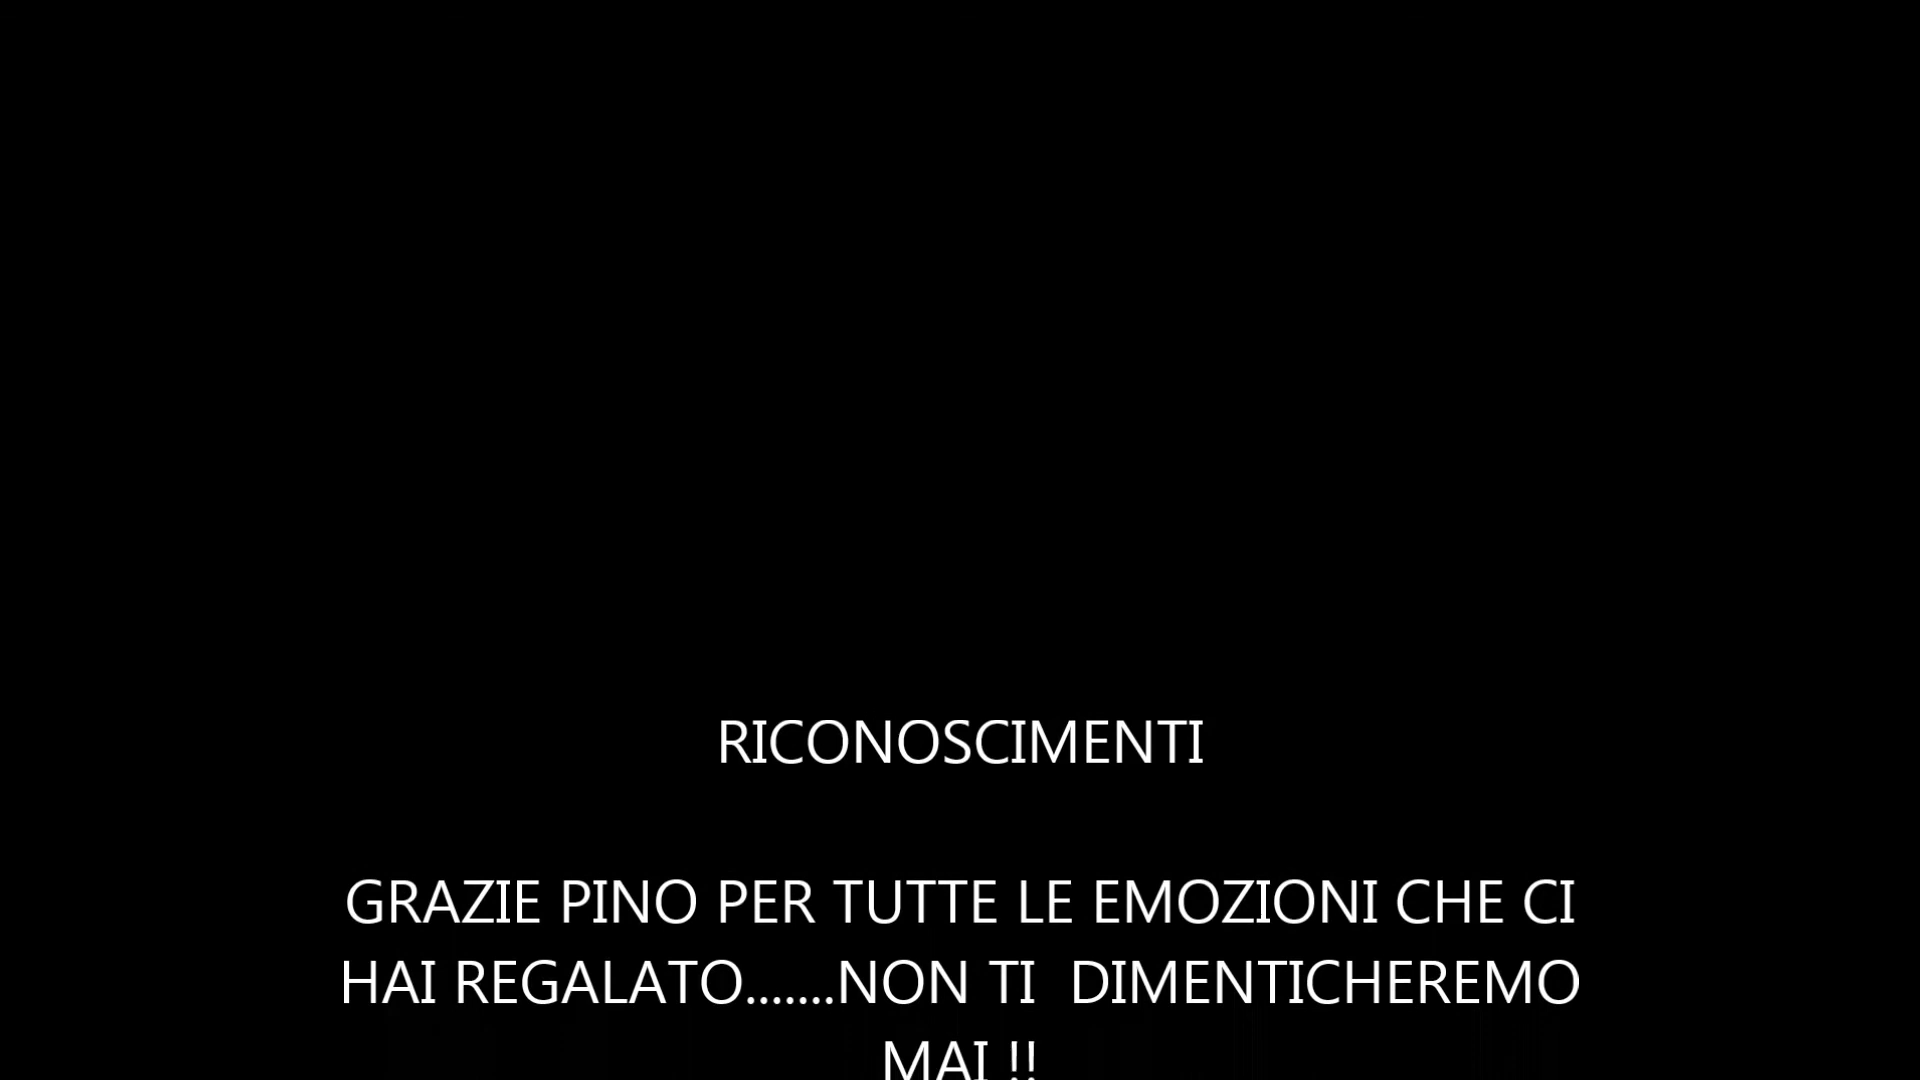 RICONOSCIMENTI
GRAZIE PINO PER TUTTE LE EMOZIONI CHE CI
HAI REGALATO.......NON TI  DIMENTICHEREMO
MAI !!